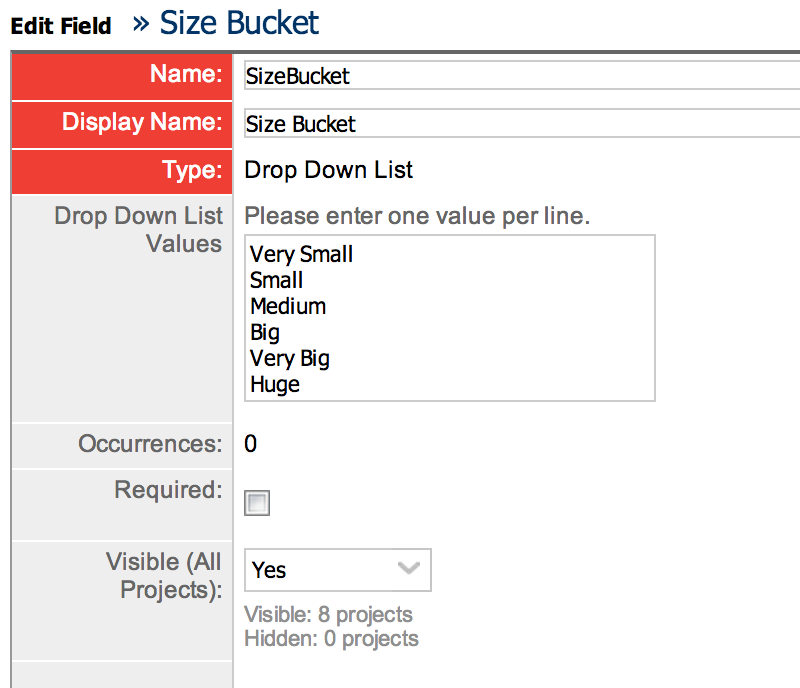 Edit Field » Size Bucket
Name: SizeBucket
Display Name: Size Bucket
Type: Drop Down List
Drop Down List Please enter one value per line.
Values
Very Small
Small
Medium
Big
Very Big
Huge
Occurrences: 0
Required:
Visible (All Yes
Projects):
Visible: 8 projects
Hidden: 0 projects